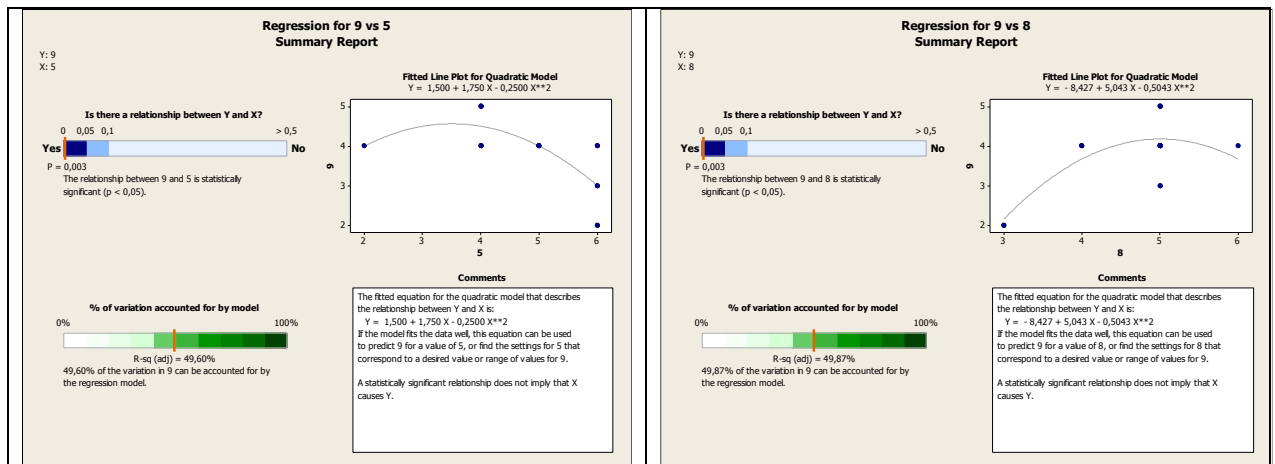 Regression for 9 vs 5
Summary Report
Y: 9
X: 5
Is there a relationship between Y and X?
0 0,05 0,1 > 0,5
Yes No
P = 0,003
The relationship between 9 and 5 is statistically
significant (p < 0,05).
% of variation accounted for by model
0% 100%
R-sq (adj) = 49,60%
49,60% of the variation in 9 can be accounted for by
the regression model.
Fitted Line Plot for Quadratic Model
Y = 1,500 + 1,750 X - 0,2500 X**2
5
4
3
2
9
2 3 4 5 6
5
Comments
The fitted equation for the quadratic model that describes
the relationship between Y and X is:
Y = 1,500 + 1,750 X - 0,2500 X**2
If the model fits the data well, this equation can be used
to predict 9 for a value of 5, or find the settings for 5 that
correspond to a desired value or range of values for 9.
A statistically significant relationship does not imply that X
causes Y.
Regression for 9 vs 8
Summary Report
Y: 9
X: 8
Is there a relationship between Y and X?
0 0,05 0,1 > 0,5
Yes No
P = 0,003
The relationship between 9 and 8 is statistically
significant (p < 0,05).
% of variation accounted for by model
0% 100%
R-sq (adj) = 49,87%
49,87% of the variation in 9 can be accounted for by
the regression model.
Fitted Line Plot for Quadratic Model
Y = - 8,427 + 5,043 X - 0,5043 X**2
5
4
3
2
9
3 4 5 6
8
Comments
The fitted equation for the quadratic model that describes
the relationship between Y and X is:
Y = - 8,427 + 5,043 X - 0,5043 X**2
If the model fits the data well, this equation can be used
to predict 9 for a value of 8, or find the settings for 8 that
correspond to a desired value or range of values for 9.
A statistically significant relationship does not imply that X
causes Y.